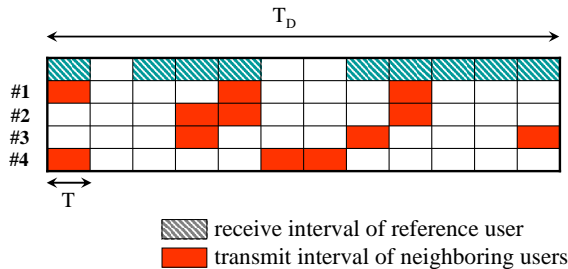 T_D
#1
#2
#3
#4
T
receive interval of reference user
transmit interval of neighboring users